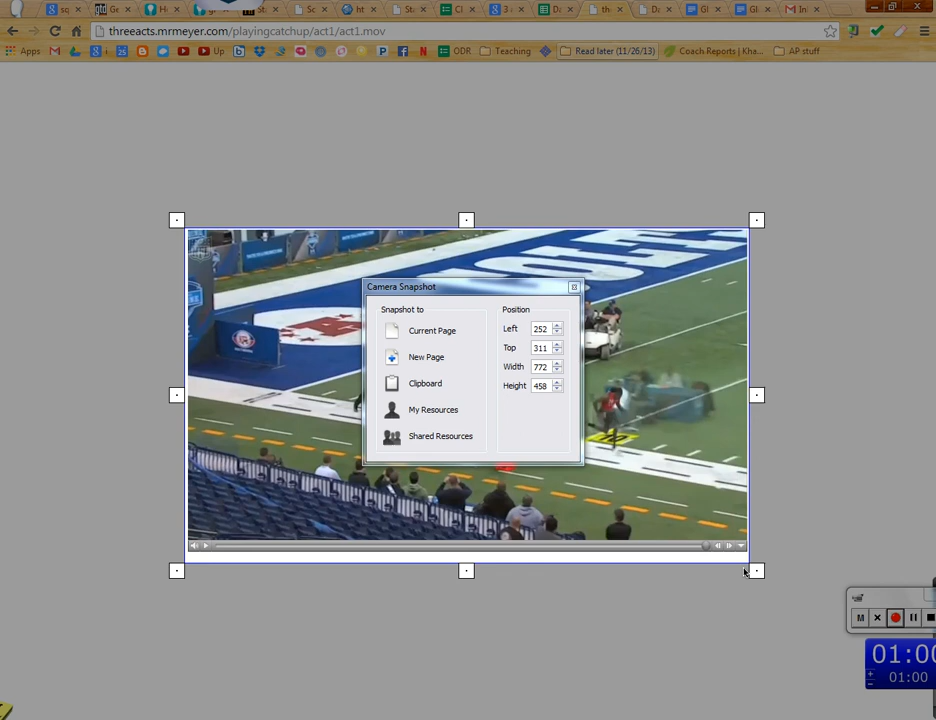 threeacts.mrmeyer.com/playingcatchup/act1/act1.mov
Apps
Up
ODR
Teaching
Read later (11/26/13)
Coach Reports | Kha...
AP stuff
Camera Snapshot
Snapshot to
Current Page
New Page
Clipboard
My Resources
Shared Resources
Position
Left 252
Top 311
Width 772
Height 458
M
01:00
01:00